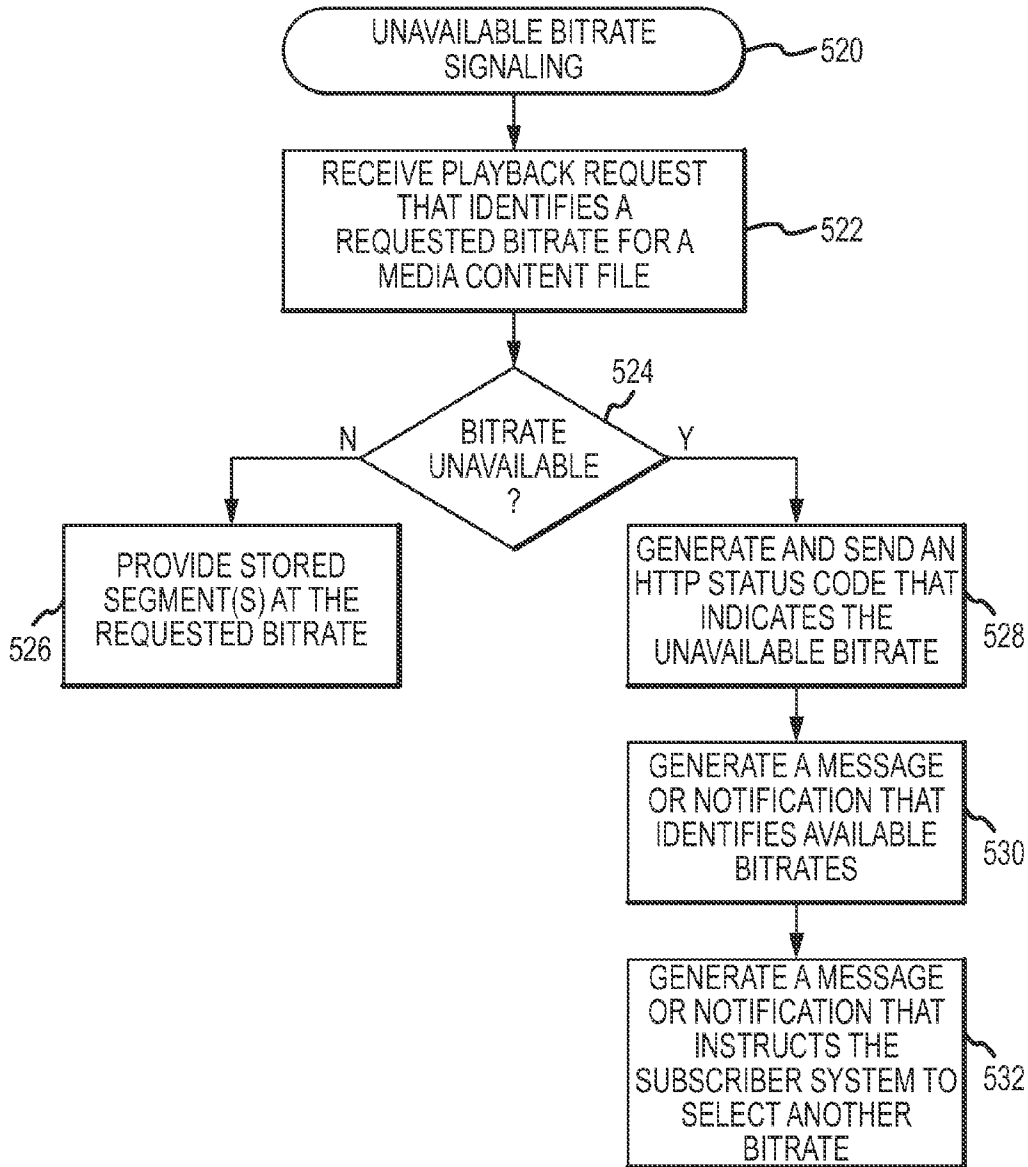 UNAVAILABLE BITRATE
SIGNALING
520
RECEIVE PLAYBACK REQUEST
THAT IDENTIFIES A
REQUESTED BITRATE FOR A
MEDIA CONTENT FILE
522
524
BITRATE
UNAVAILABLE
?
N
Y
PROVIDE STORED
SEGMENT(S) AT THE
REQUESTED BITRATE
526
GENERATE AND SEND AN
HTTP STATUS CODE THAT
INDICATES THE
UNAVAILABLE BITRATE
528
GENERATE A MESSAGE
OR NOTIFICATION THAT
IDENTIFIES AVAILABLE
BITRATES
530
GENERATE A MESSAGE
OR NOTIFICATION THAT
INSTRUCTS THE
SUBSCRIBER SYSTEM TO
SELECT ANOTHER
BITRATE
532